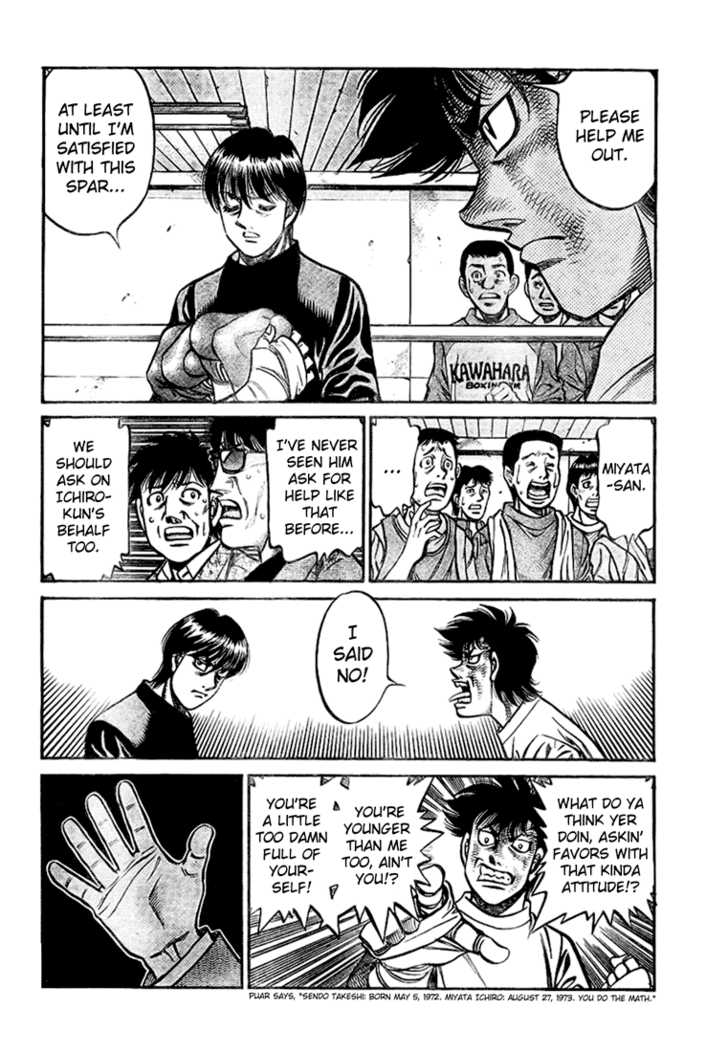 PLEASE
HELP ME
OUT.
AT LEAST
UNTIL I'M
SATISFIED
WITH THIS
SPAR...
KAWAHARA
MIYATA
-SAN.
...
I'VE NEVER
SEEN HIM
ASK FOR
HELP LIKE
THAT
BEFORE...
WE
SHOULD
ASK ON
ICHIRO-
KUN'S
BEHALF
TOO.
I
SAID
NO!
WHAT DO YA
THINK YER
DOIN, ASKIN'
FAVORS WITH
THAT KINDA
ATTITUDE!?
YOU'RE
YOUNGER
THAN ME
TOO, AIN'T
YOU!?
YOU'RE
A LITTLE
TOO DAMN
FULL OF
YOUR-
SELF!
PUAR SAYS, "SENDO TAKESHI: BORN MAY 5, 1972. MIYATA ICHIRO: AUGUST 27, 1973. YOU DO THE MATH."